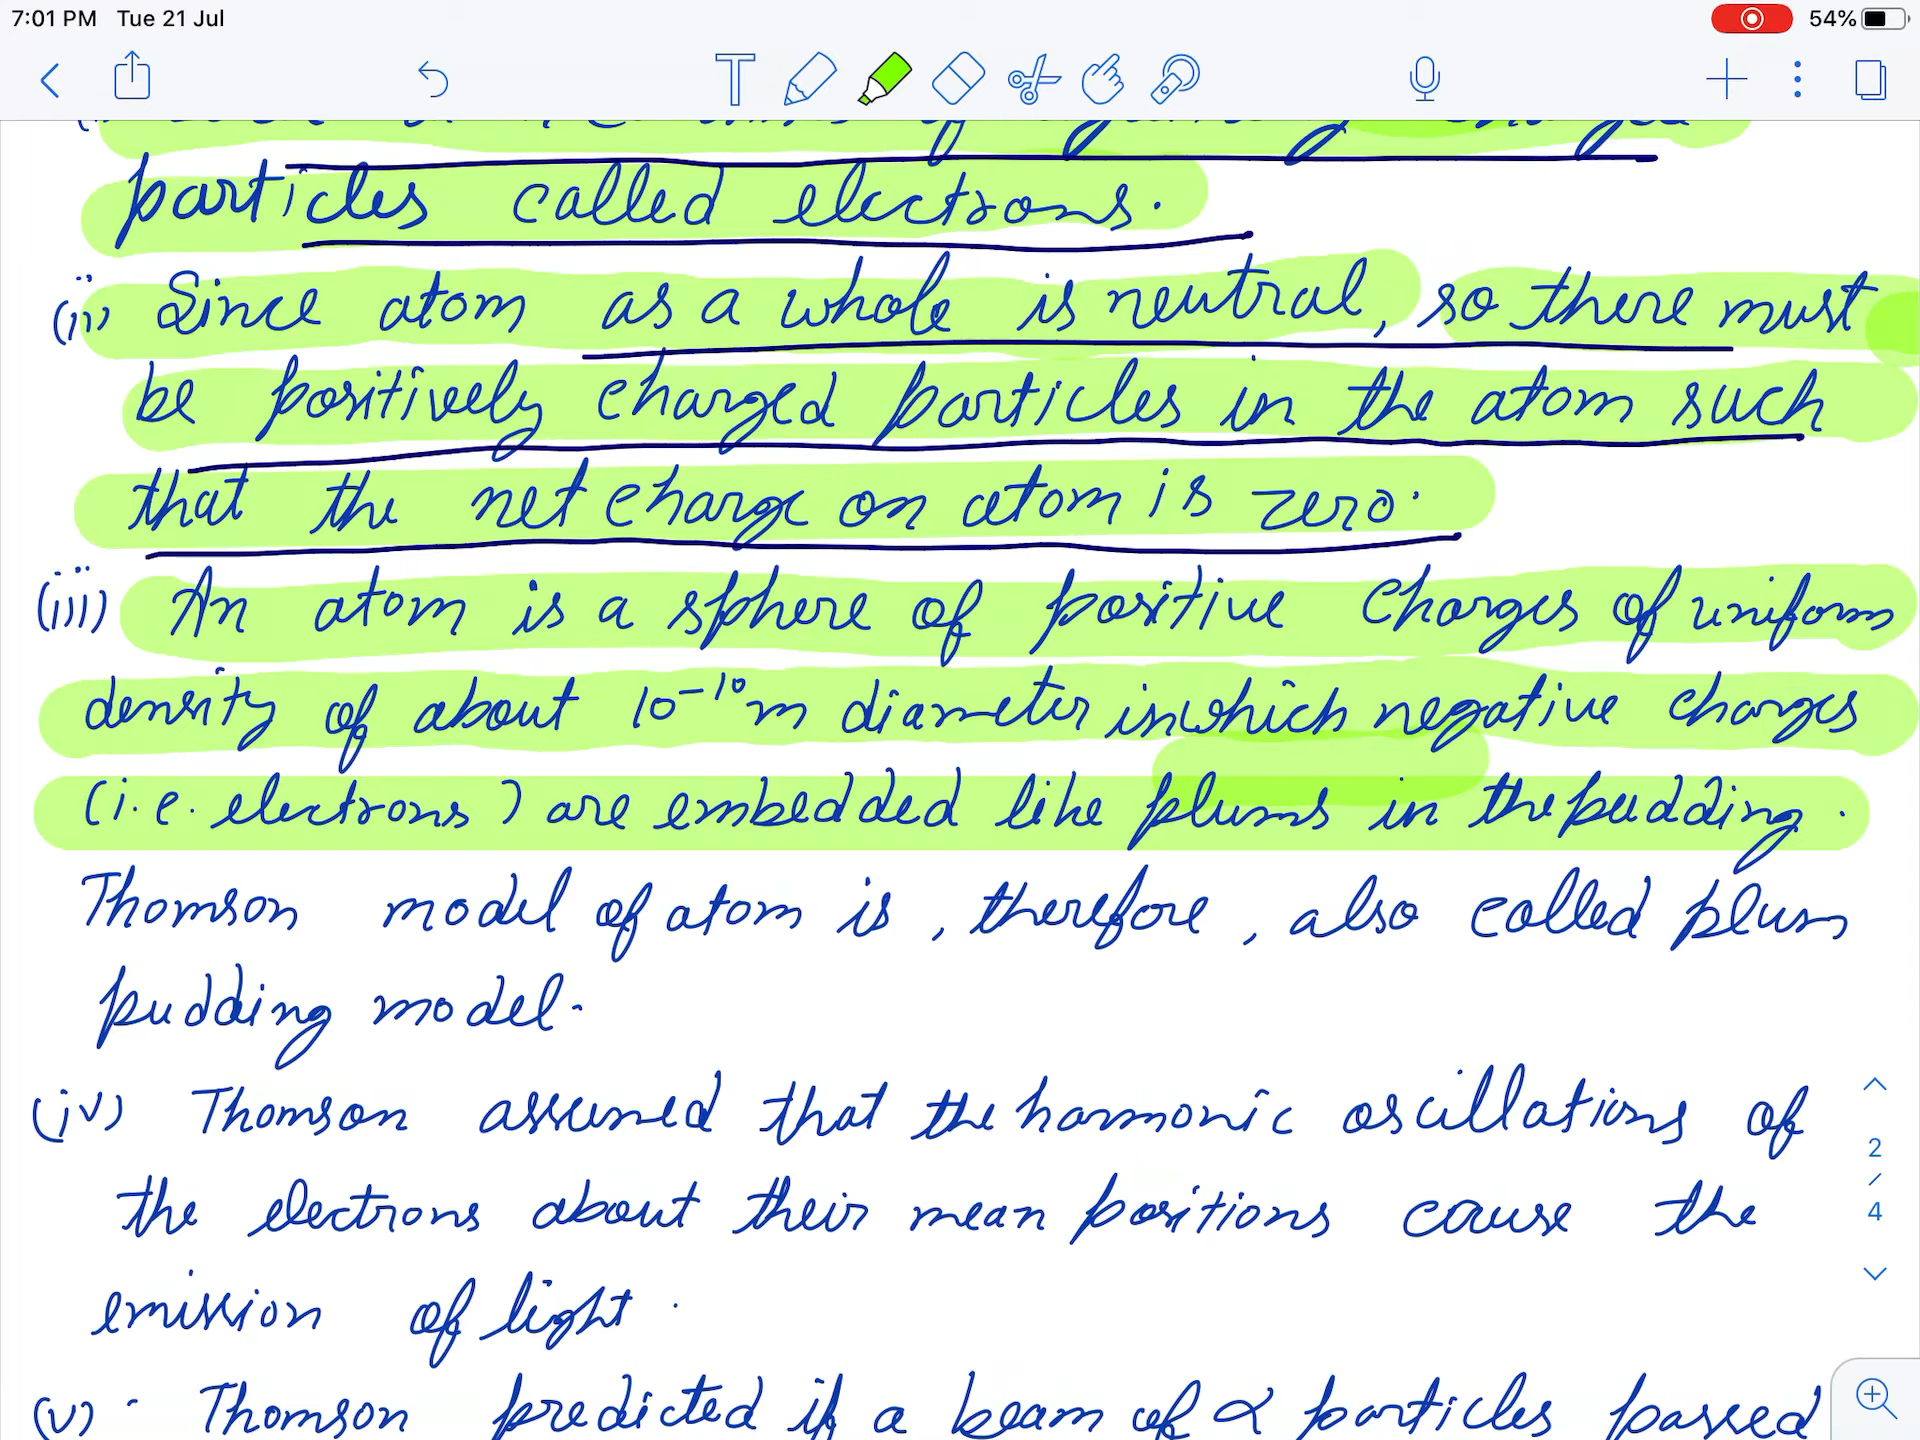 7:01 PM Tue 21 Jul 54%
T
charged
particles called electrons.
(ii) Since atom as a whole is neutral, so there must
be positively charged particles in the atom such
that the net charge on atom is zero.
(iii) An atom is a sphere of positive charges of uniform
density of about 10⁻¹⁰m diameter in which negative charges
(i.e. electrons) are embedded like plums in the pudding.
Thomson model of atom is, therefore, also called plum
pudding model.
(iv) Thomson assumed that the harmonic oscillations of
the electrons about their mean positions cause the
emission of light.
(v) Thomson predicted if a beam of α particles passed
2
/
4